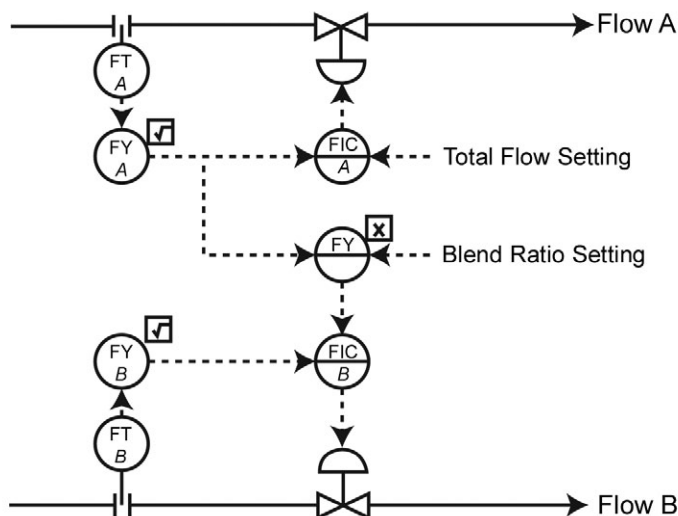 Flow A
FT
A
FY
A
√
FIC
A
Total Flow Setting
FY
x
Blend Ratio Setting
FY
B
√
FIC
B
FT
B
Flow B